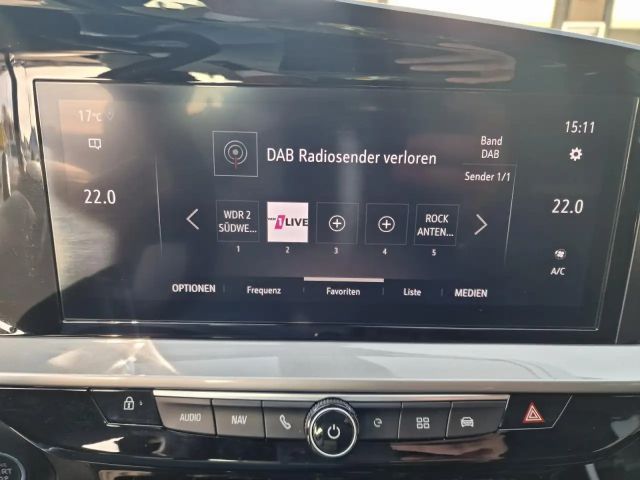 17°C
15:11
Band
DAB
DAB Radiosender verloren
Sender 1/1
22.0
22.0
WDR 2
SÜDWE...
1LIVE
ROCK
ANTEN...
1
2
3
4
5
A/C
OPTIONEN
Frequenz
Favoriten
Liste
MEDIEN
AUDIO
NAV